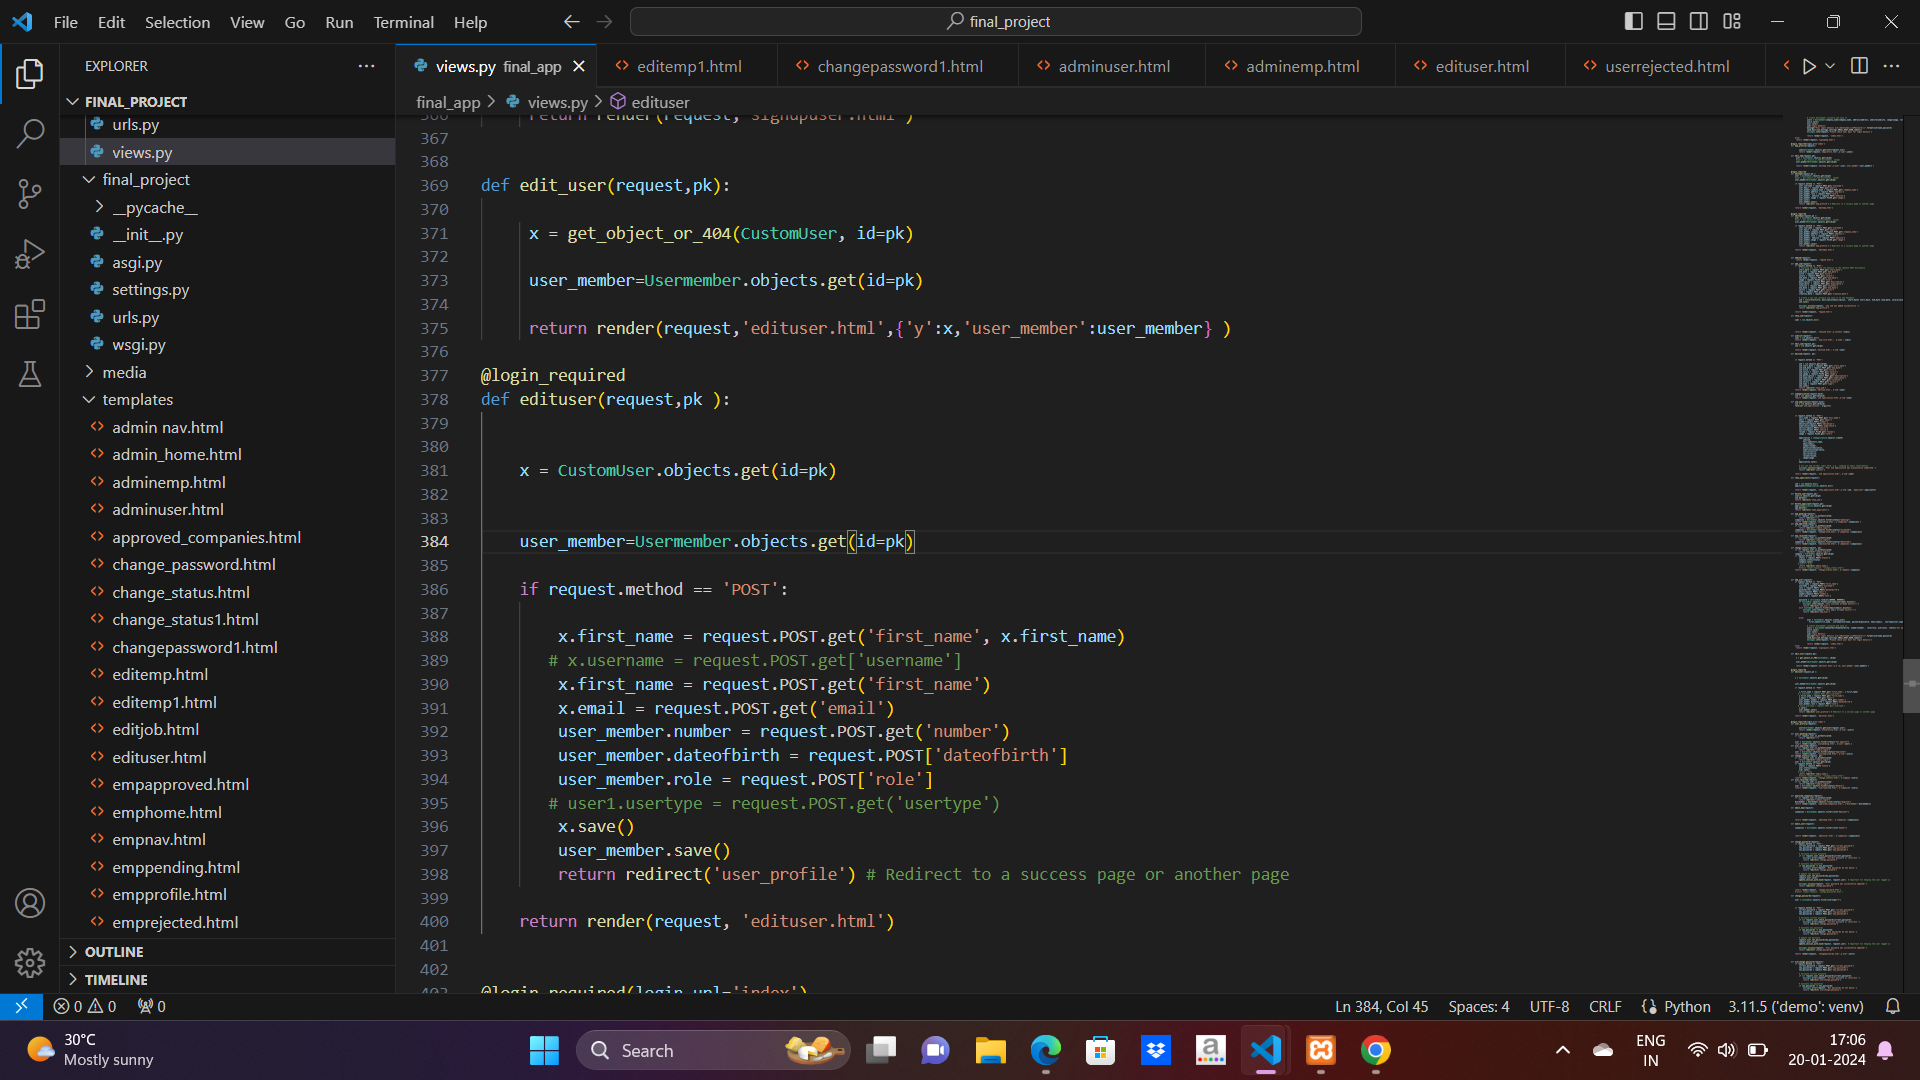 File Edit Selection View Go Run Terminal Help
final_project
EXPLORER
FINAL_PROJECT
urls.py
views.py
final_project
__pycache__
__init__.py
asgi.py
settings.py
urls.py
wsgi.py
media
templates
admin nav.html
admin_home.html
adminemp.html
adminuser.html
approved_companies.html
change_password.html
change_status.html
change_status1.html
changepassword1.html
editemp.html
editemp1.html
editjob.html
edituser.html
empapproved.html
emphome.html
empnav.html
emppending.html
empprofile.html
emprejected.html
OUTLINE
TIMELINE
views.py final_app
editemp1.html
changepassword1.html
adminuser.html
adminemp.html
edituser.html
userrejected.html
final_app > views.py > edituser
366 return render(request, 'signupuser.html')
367
368
369 def edit_user(request,pk):
370
371 x = get_object_or_404(CustomUser, id=pk)
372
373 user_member=Usermember.objects.get(id=pk)
374
375 return render(request,'edituser.html',{'y':x,'user_member':user_member} )
376
377 @login_required
378 def edituser(request,pk ):
379
380
381 x = CustomUser.objects.get(id=pk)
382
383
384 user_member=Usermember.objects.get(id=pk)
385
386 if request.method == 'POST':
387
388 x.first_name = request.POST.get('first_name', x.first_name)
389 # x.username = request.POST.get['username']
390 x.first_name = request.POST.get('first_name')
391 x.email = request.POST.get('email')
392 user_member.number = request.POST.get('number')
393 user_member.dateofbirth = request.POST['dateofbirth']
394 user_member.role = request.POST['role']
395 # user1.usertype = request.POST.get('usertype')
396 x.save()
397 user_member.save()
398 return redirect('user_profile') # Redirect to a success page or another page
399
400 return render(request, 'edituser.html')
401
402
403 @login_required(login_url='index')
0 0 0
Ln 384, Col 45 Spaces: 4 UTF-8 CRLF Python 3.11.5 ('demo': venv)
30°C
Mostly sunny
Search
ENG
IN
17:06
20-01-2024